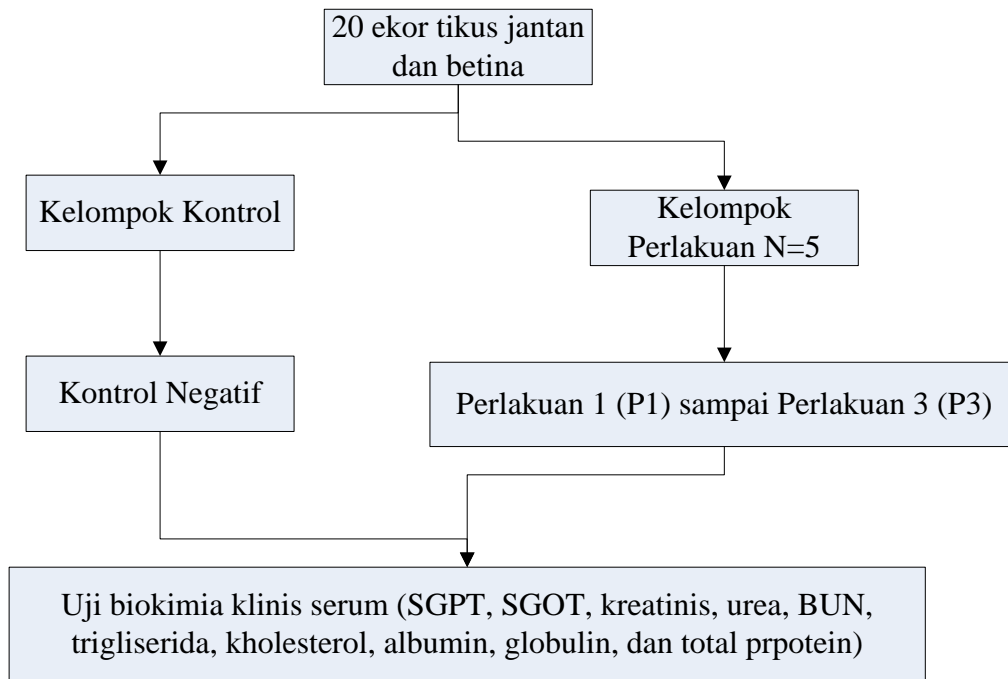 20 ekor tikus jantan
dan betina
Kelompok Kontrol
Kelompok
Perlakuan N=5
Kontrol Negatif
Perlakuan 1 (P1) sampai Perlakuan 3 (P3)
Uji biokimia klinis serum (SGPT, SGOT, kreatinis, urea, BUN,
trigliserida, kholesterol, albumin, globulin, dan total prpotein)